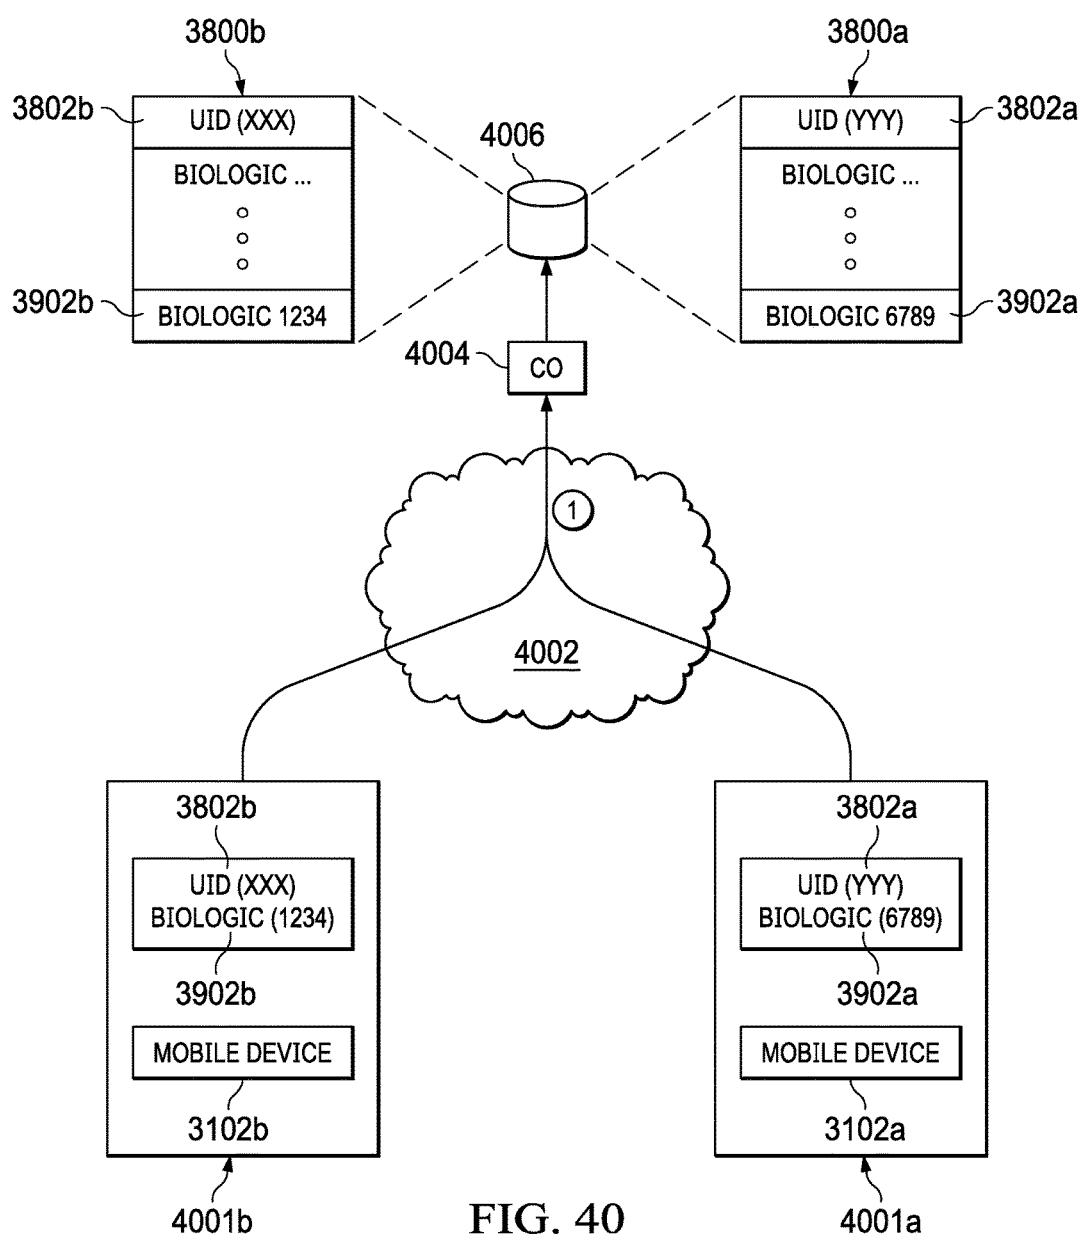 3800b
3800a
3802b
UID (XXX)
4006
UID (YYY)
3802a
BIOLOGIC ...
BIOLOGIC ...
3902b
BIOLOGIC 1234
BIOLOGIC 6789
3902a
4004
CO
1
4002
3802b
3802a
UID (XXX)
BIOLOGIC (1234)
UID (YYY)
BIOLOGIC (6789)
3902b
3902a
MOBILE DEVICE
MOBILE DEVICE
3102b
3102a
4001b
FIG. 40
4001a